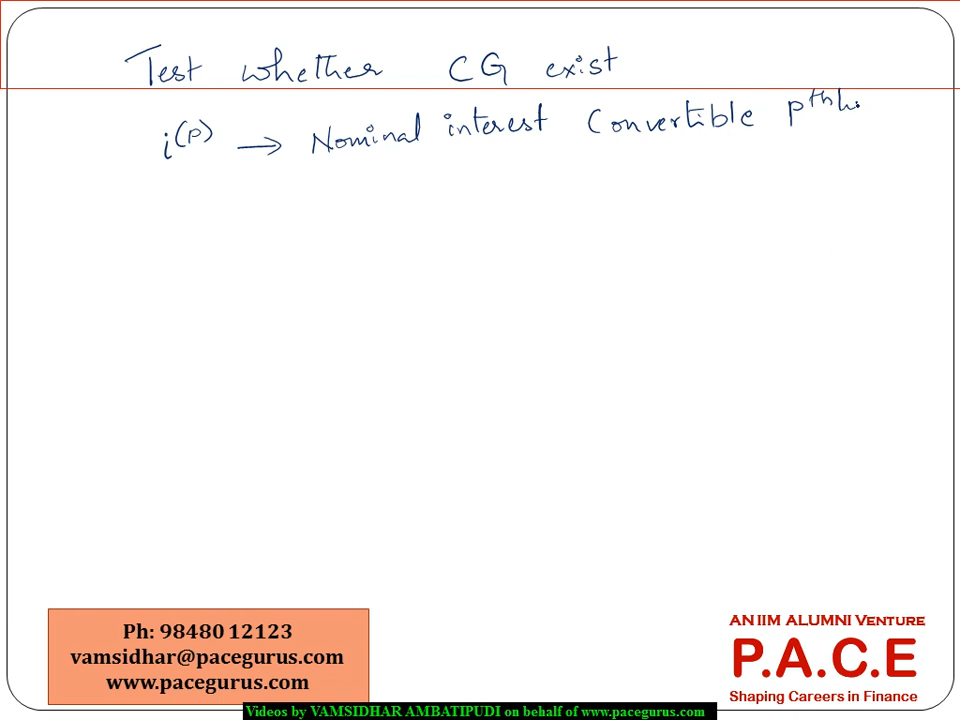 Test whether CG exist
i(p) → Nominal interest Convertible pth
Ph: 98480 12123
vamsidhar@pacegurus.com
www.pacegurus.com
AN IIM ALUMNI VENTURE
P.A.C.E
Shaping Careers in Finance
Videos by VAMSIDHAR AMBATIPUDI on behalf of www.pacegurus.com